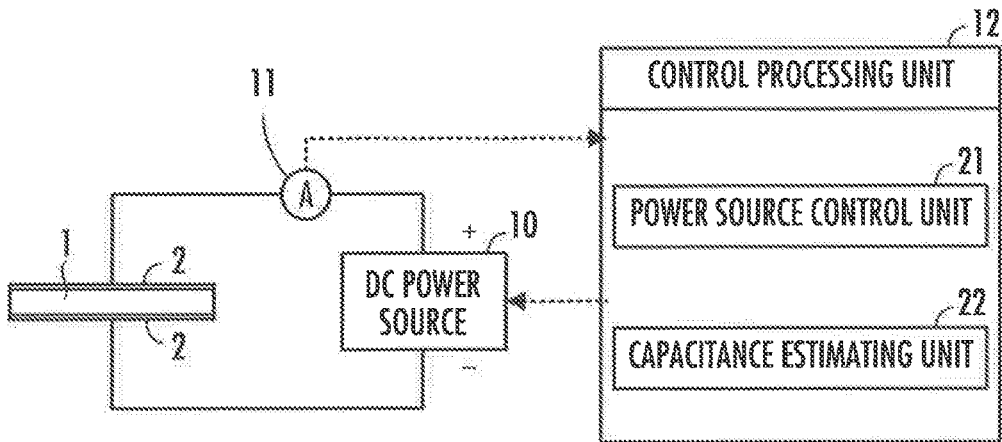 12
CONTROL PROCESSING UNIT
11
A
21
POWER SOURCE CONTROL UNIT
+
10
1
2
DC POWER
SOURCE
2
22
CAPACITANCE ESTIMATING UNIT
−